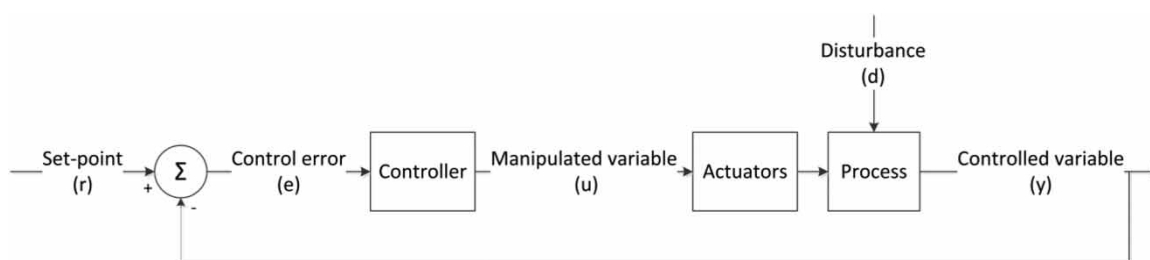 Disturbance
(d)
Set-point
(r)
+
-
Σ
Control error
(e)
Controller
Manipulated variable
(u)
Actuators
Process
Controlled variable
(y)